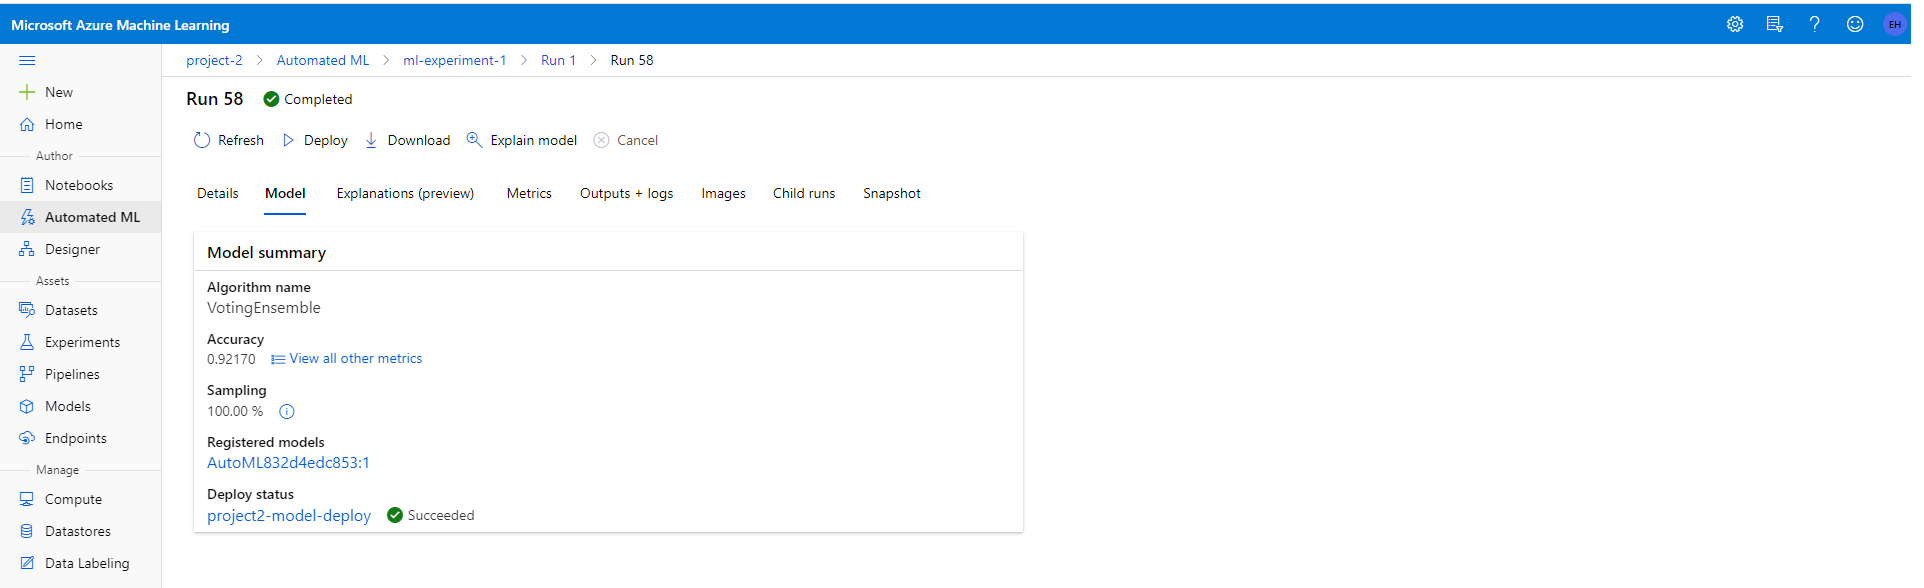 Microsoft Azure Machine Learning
EH
project-2 > Automated ML > ml-experiment-1 > Run 1 > Run 58
New
Home
Author
Notebooks
Automated ML
Designer
Assets
Datasets
Experiments
Pipelines
Models
Endpoints
Manage
Compute
Datastores
Data Labeling
Run 58 Completed
Refresh Deploy Download Explain model Cancel
Details Model Explanations (preview) Metrics Outputs + logs Images Child runs Snapshot
Model summary
Algorithm name
VotingEnsemble
Accuracy
0.92170 View all other metrics
Sampling
100.00 %
Registered models
AutoML832d4edc853:1
Deploy status
project2-model-deploy Succeeded